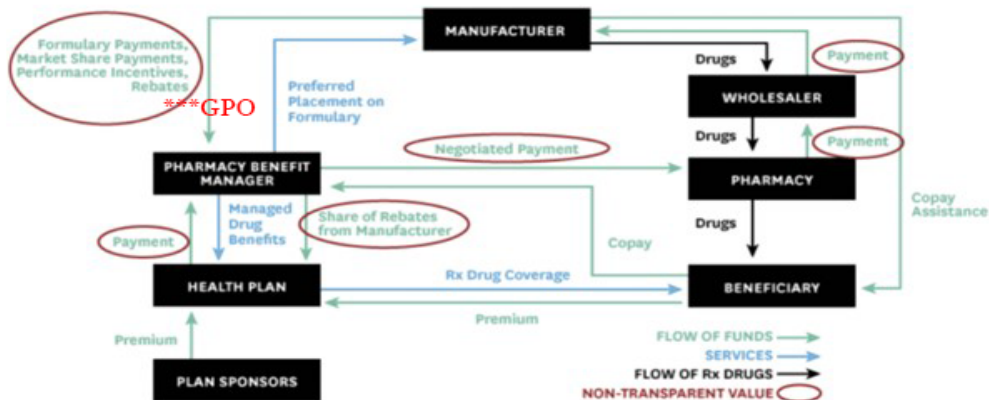 MANUFACTURER
Formulary Payments,
Market Share Payments,
Performance Incentives,
Rebates
***GPO
Preferred
Placement on
Formulary
Drugs
Payment
WHOLESALER
Drugs
Payment
Negotiated Payment
PHARMACY BENEFIT
MANAGER
PHARMACY
Managed
Drug
Benefits
Share of Rebates
from Manufacturer
Payment
Copay
Drugs
Copay
Assistance
HEALTH PLAN
Rx Drug Coverage
BENEFICIARY
Premium
Premium
PLAN SPONSORS
FLOW OF FUNDS
SERVICES
FLOW OF Rx DRUGS
NON-TRANSPARENT VALUE